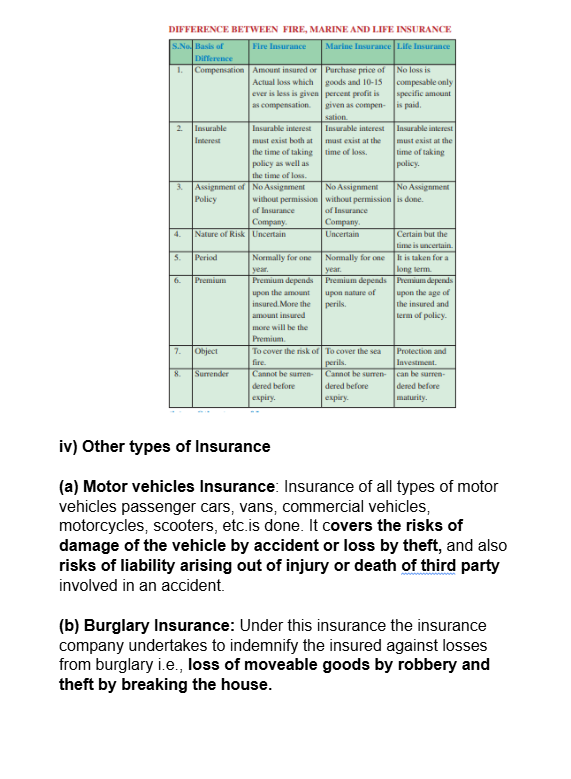 DIFFERENCE BETWEEN FIRE, MARINE AND LIFE INSURANCE
S.No. Basis of Difference Fire Insurance Marine Insurance Life Insurance
1. Compensation Amount insured or Purchase price of No loss is
Actual loss which goods and 10-15 compesable only
ever is less is given percent profit is specific amount
as compensation. given as compen- is paid.
sation.
2. Insurable Insurable interest Insurable interest Insurable interest
Interest must exist both at must exist at the must exist at the
the time of taking time of loss. time of taking
policy as well as policy.
the time of loss.
3. Assignment of No Assignment No Assignment No Assignment
Policy without permission without permission is done.
of Insurance of Insurance
Company. Company.
4. Nature of Risk Uncertain Uncertain Certain but the
time is uncertain.
5. Period Normally for one Normally for one It is taken for a
year. year. long term.
6. Premium Premium depends Premium depends Premium depends
upon the amount upon nature of upon the age of
insured.More the perils. the insured and
amount insured term of policy.
more will be the
Premium.
7. Object To cover the risk of To cover the sea Protection and
fire. perils. Investment.
8. Surrender Cannot be surren- Cannot be surren- can be surren-
dered before dered before dered before
expiry. expiry. maturity.
iv) Other types of Insurance
(a) Motor vehicles Insurance: Insurance of all types of motor
vehicles passenger cars, vans, commercial vehicles,
motorcycles, scooters, etc.is done. It covers the risks of
damage of the vehicle by accident or loss by theft, and also
risks of liability arising out of injury or death of third party
involved in an accident.
(b) Burglary Insurance: Under this insurance the insurance
company undertakes to indemnify the insured against losses
from burglary i.e., loss of moveable goods by robbery and
theft by breaking the house.